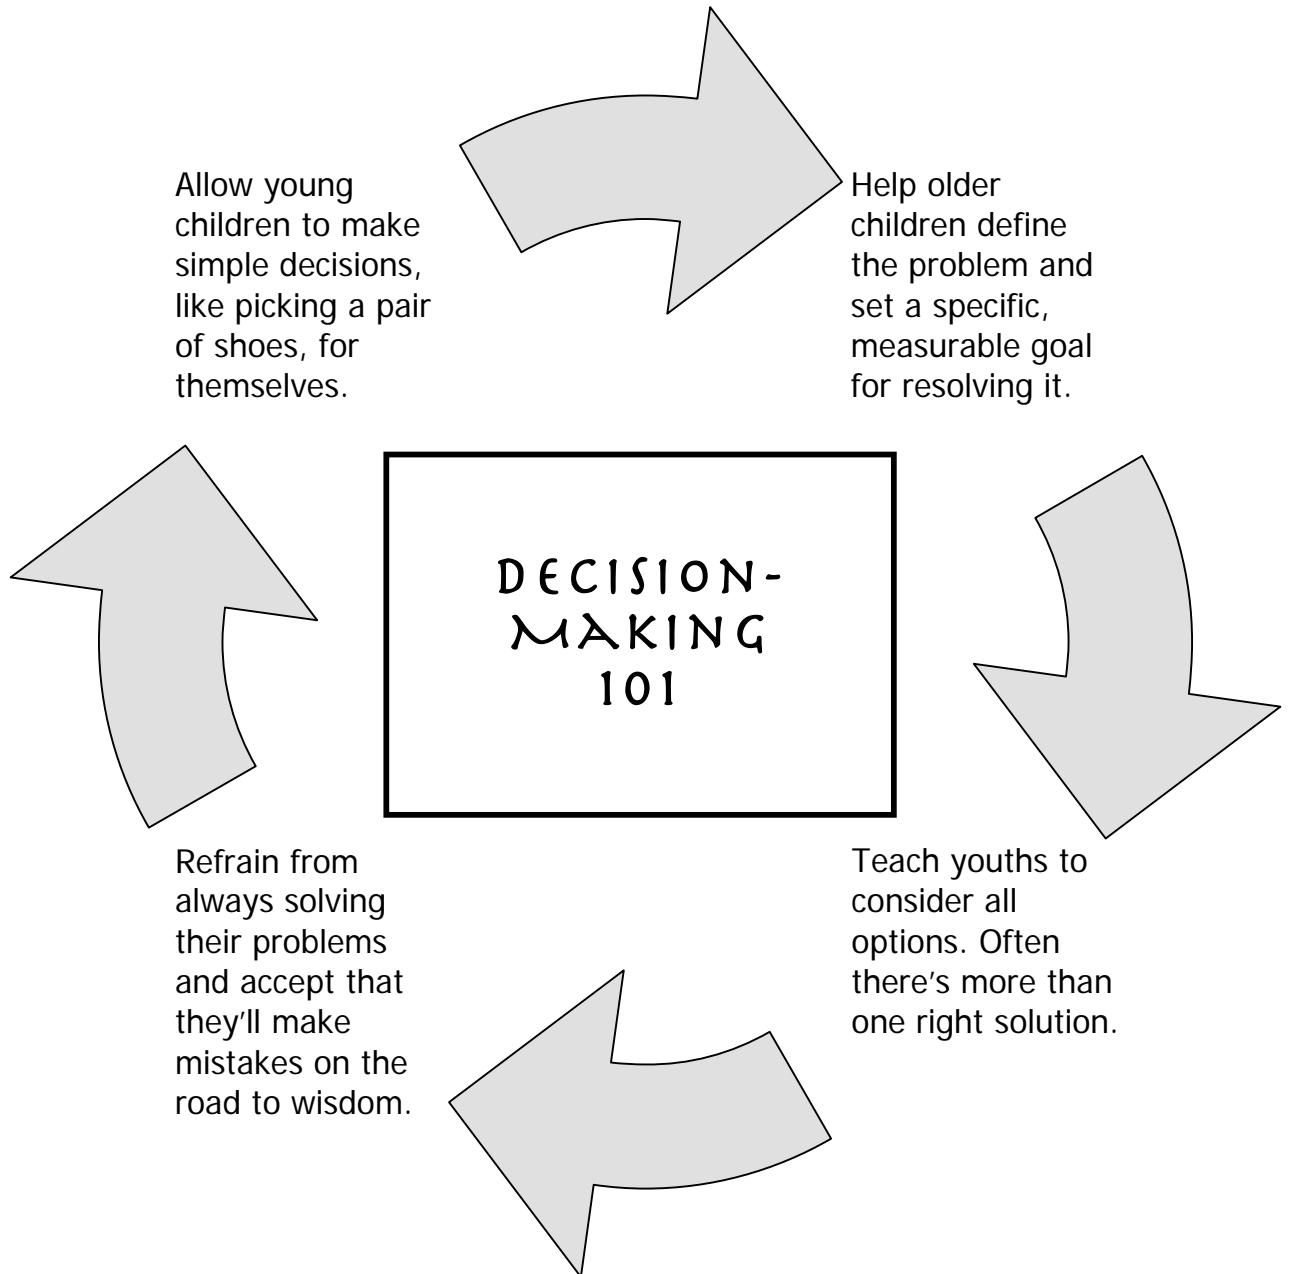 Allow young
children to make
simple decisions,
like picking a pair
of shoes, for
themselves.
Help older
children define
the problem and
set a specific,
measurable goal
for resolving it.
DECISION-
MAKING
101
Teach youths to
consider all
options. Often
there's more than
one right solution.
Refrain from
always solving
their problems
and accept that
they'll make
mistakes on the
road to wisdom.